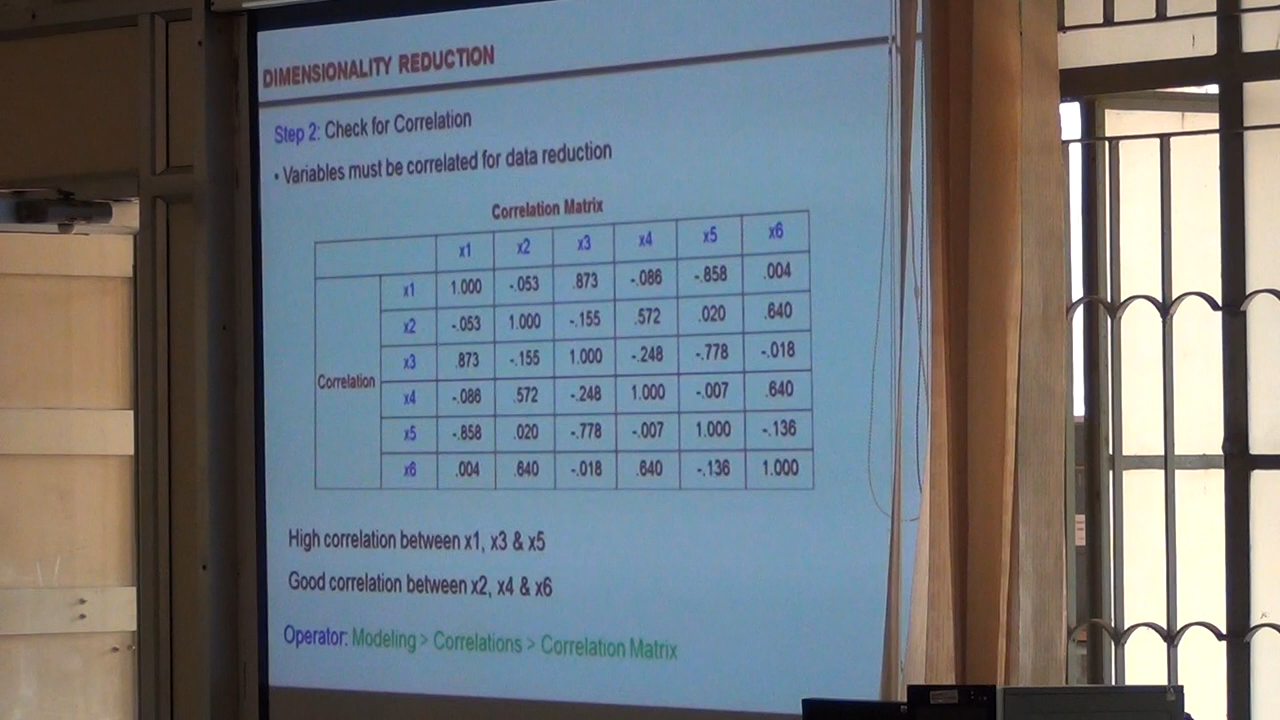 DIMENSIONALITY REDUCTION
Step 2: Check for Correlation
• Variables must be correlated for data reduction
Correlation Matrix
x1 x2 x3 x4 x5 x6
x1 1.000 -.053 .873 -.086 -.858 .004
x2 -.053 1.000 -.155 .572 .020 .640
x3 .873 -.155 1.000 -.248 -.778 -.018
Correlation
x4 -.086 .572 -.248 1.000 -.007 .640
x5 -.858 .020 -.778 -.007 1.000 -.136
x6 .004 .640 -.018 .640 -.136 1.000
High correlation between x1, x3 & x5
Good correlation between x2, x4 & x6
Operator: Modeling > Correlations > Correlation Matrix